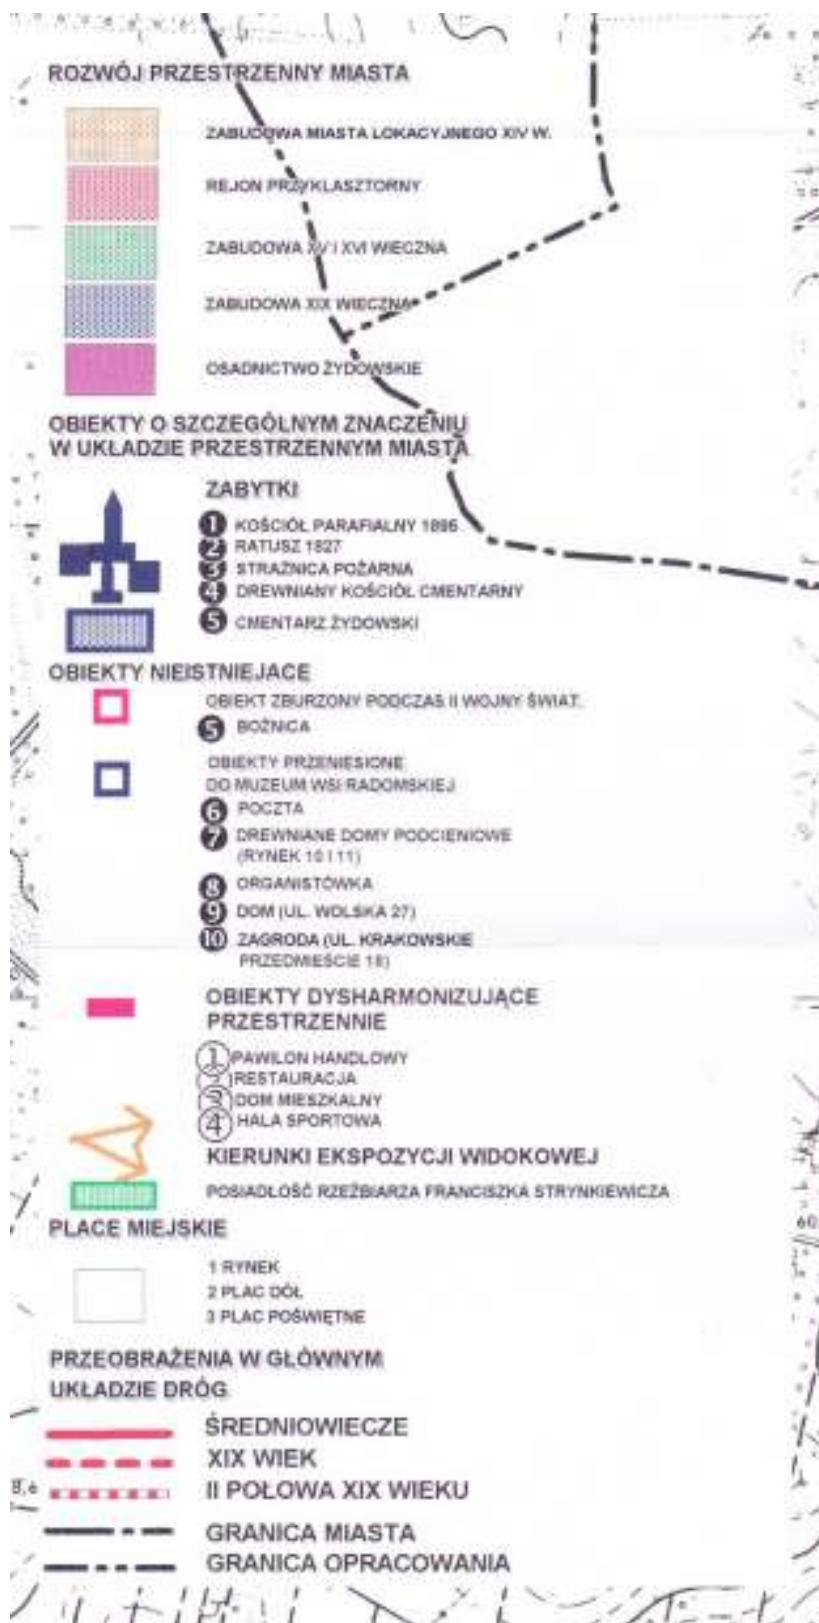 ROZWÓJ PRZESTRZENNY MIASTA
ZABUDOWA MIASTA LOKACYJNEGO XIV W.
REJON PRZYKLASZTORNY
ZABUDOWA XV I XVI WIECZNA
ZABUDOWA XIX WIECZNA
OSADNICTWO ŻYDOWSKIE
OBIEKTY O SZCZEGÓLNYM ZNACZENIU
W UKŁADZIE PRZESTRZENNYM MIASTA
ZABYTKI
1 KOŚCIÓŁ PARAFIALNY 1896
2 RATUSZ 1827
3 STRAŻNICA POŻARNA
4 DREWNIANY KOŚCIÓŁ CMENTARNY
5 CMENTARZ ŻYDOWSKI
OBIEKTY NIEISTNIEJACE
OBIEKT ZBURZONY PODCZAS II WOJNY ŚWIAT.
5 BOŻNICA
OBIEKTY PRZENIESIONE
DO MUZEUM WSI RADOMSKIEJ
6 POCZTA
7 DREWNIANE DOMY PODCIENIOWE
(RYNEK 10 I 11)
8 ORGANISTÓWKA
9 DOM (UL. WOLSKA 27)
10 ZAGRODA (UL. KRAKOWSKIE
PRZEDMIEŚCIE 18)
OBIEKTY DYSHARMONIZUJĄCE
PRZESTRZENNIE
1 PAWILON HANDLOWY
2 RESTAURACJA
3 DOM MIESZKALNY
4 HALA SPORTOWA
KIERUNKI EKSPOZYCJI WIDOKOWEJ
POSIADŁOŚĆ RZEŹBIARZA FRANCISZKA STRYNKIEWICZA
60
PLACE MIEJSKIE
1 RYNEK
2 PLAC DÓŁ
3 PLAC POŚWIĘTNE
PRZEOBRAŻENIA W GŁÓWNYM
UKŁADZIE DRÓG
ŚREDNIOWIECZE
XIX WIEK
8,6
II POŁOWA XIX WIEKU
GRANICA MIASTA
GRANICA OPRACOWANIA